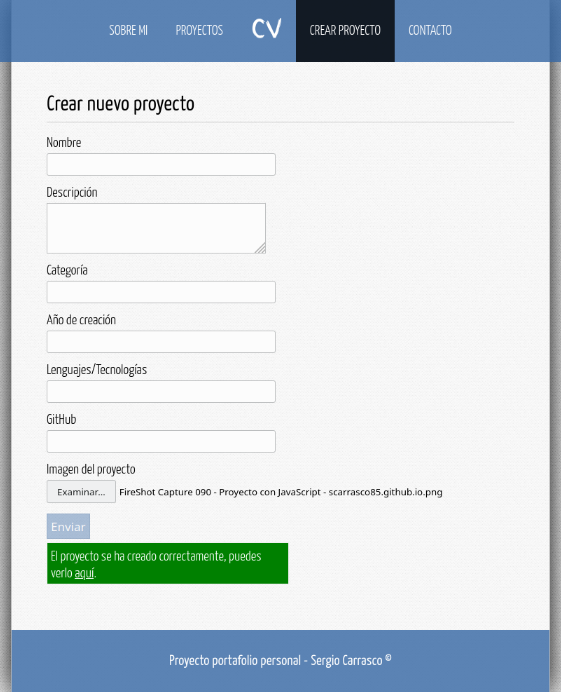 SOBRE MI PROYECTOS CV CREAR PROYECTO CONTACTO
Crear nuevo proyecto
Nombre
Descripción
Categoría
Año de creación
Lenguajes/Tecnologías
GitHub
Imagen del proyecto
Examinar... FireShot Capture 090 - Proyecto con JavaScript - scarrasco85.github.io.png
Enviar
El proyecto se ha creado correctamente, puedes
verlo aquí.
Proyecto portafolio personal - Sergio Carrasco ©